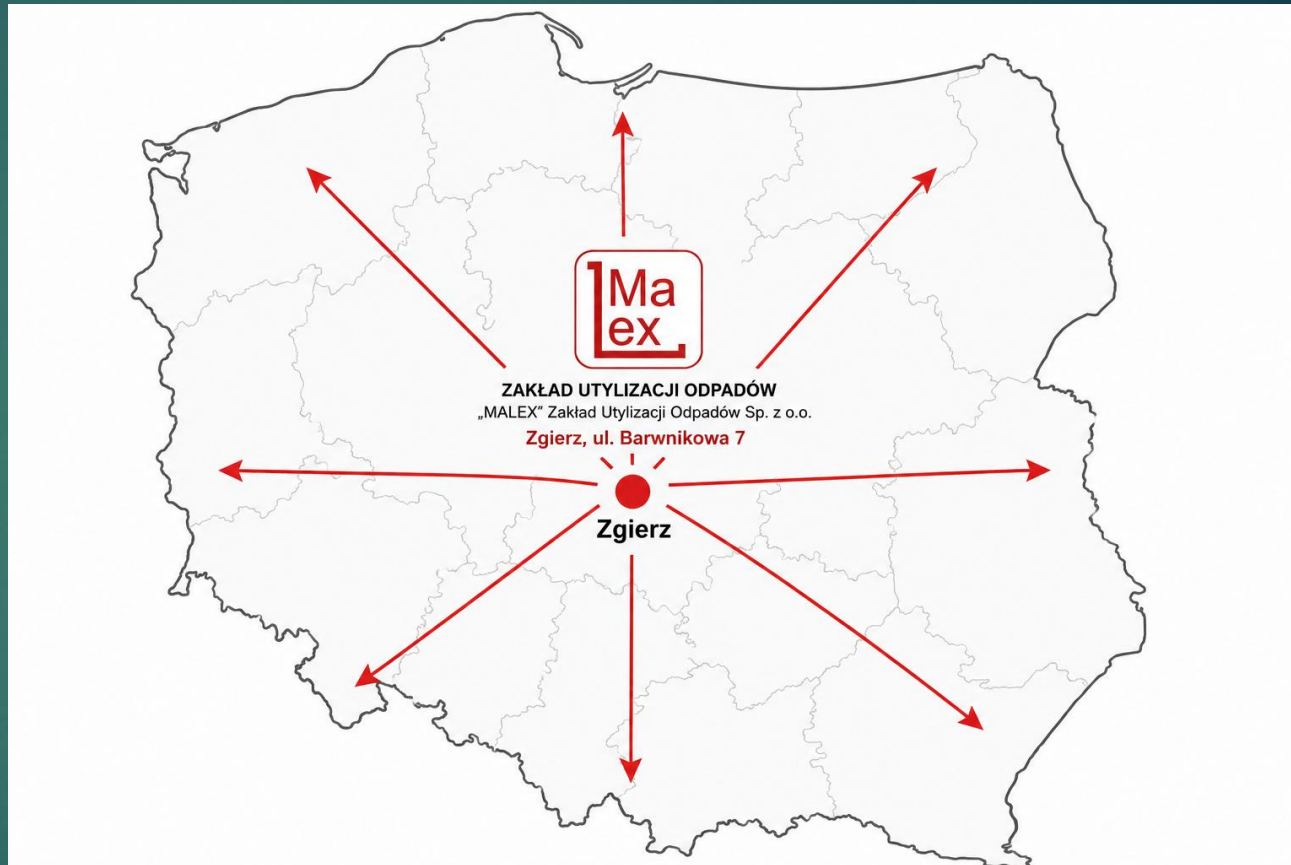 Ma
ex
ZAKŁAD UTYLIZACJI ODPADÓW
„MALEX” Zakład Utylizacji Odpadów Sp. z o.o.
Zgierz, ul. Barwnikowa 7
Zgierz